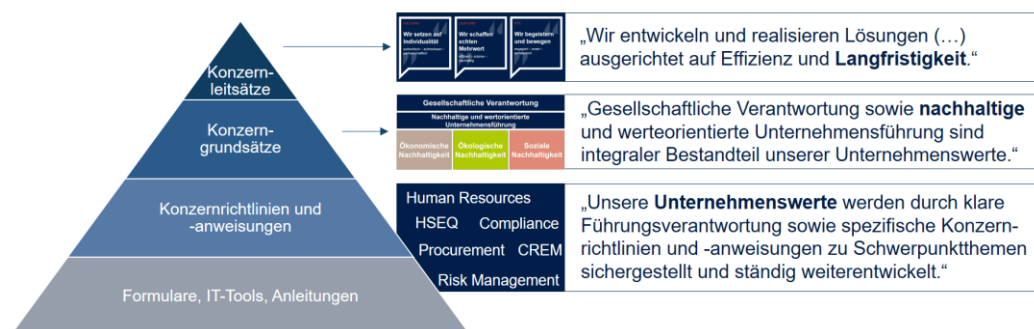 Konzern-
leitsätze
Konzern-
grundsätze
Konzernrichtlinien und
-anweisungen
Formulare, IT-Tools, Anleitungen
Wir setzen auf
Individualität
Wir schaffen
echten
Mehrwert
Wir begeistern
und bewegen
„Wir entwickeln und realisieren Lösungen (…)
ausgerichtet auf Effizienz und Langfristigkeit.“
Gesellschaftliche Verantwortung
Nachhaltige und wertorientierte
Unternehmensführung
Ökonomische
Nachhaltigkeit
Ökologische
Nachhaltigkeit
Soziale
Nachhaltigkeit
„Gesellschaftliche Verantwortung sowie nachhaltige
und werteorientierte Unternehmensführung sind
integraler Bestandteil unserer Unternehmenswerte.“
Human Resources
HSEQ Compliance
Procurement CREM
Risk Management
„Unsere Unternehmenswerte werden durch klare
Führungsverantwortung sowie spezifische Konzern-
richtlinien und -anweisungen zu Schwerpunktthemen
sichergestellt und ständig weiterentwickelt.“